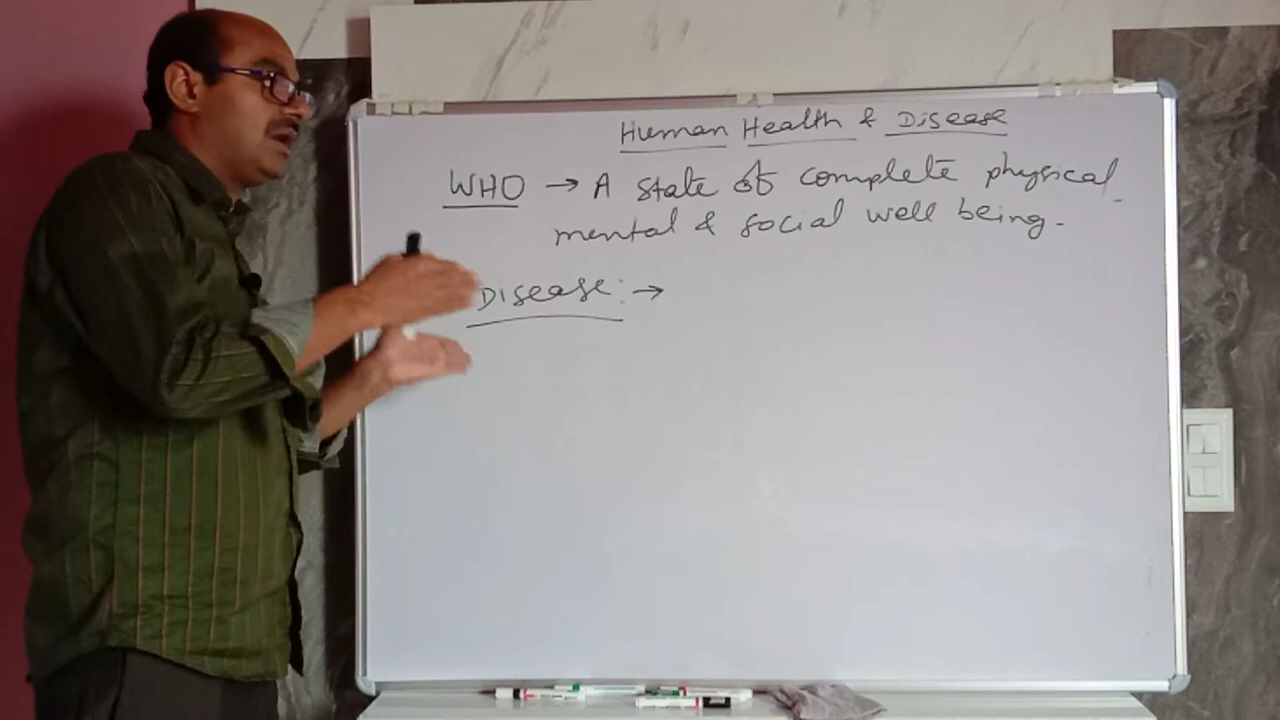 Human Health & Disease
WHO → A state of complete physical
mental & social well being.
Disease: →